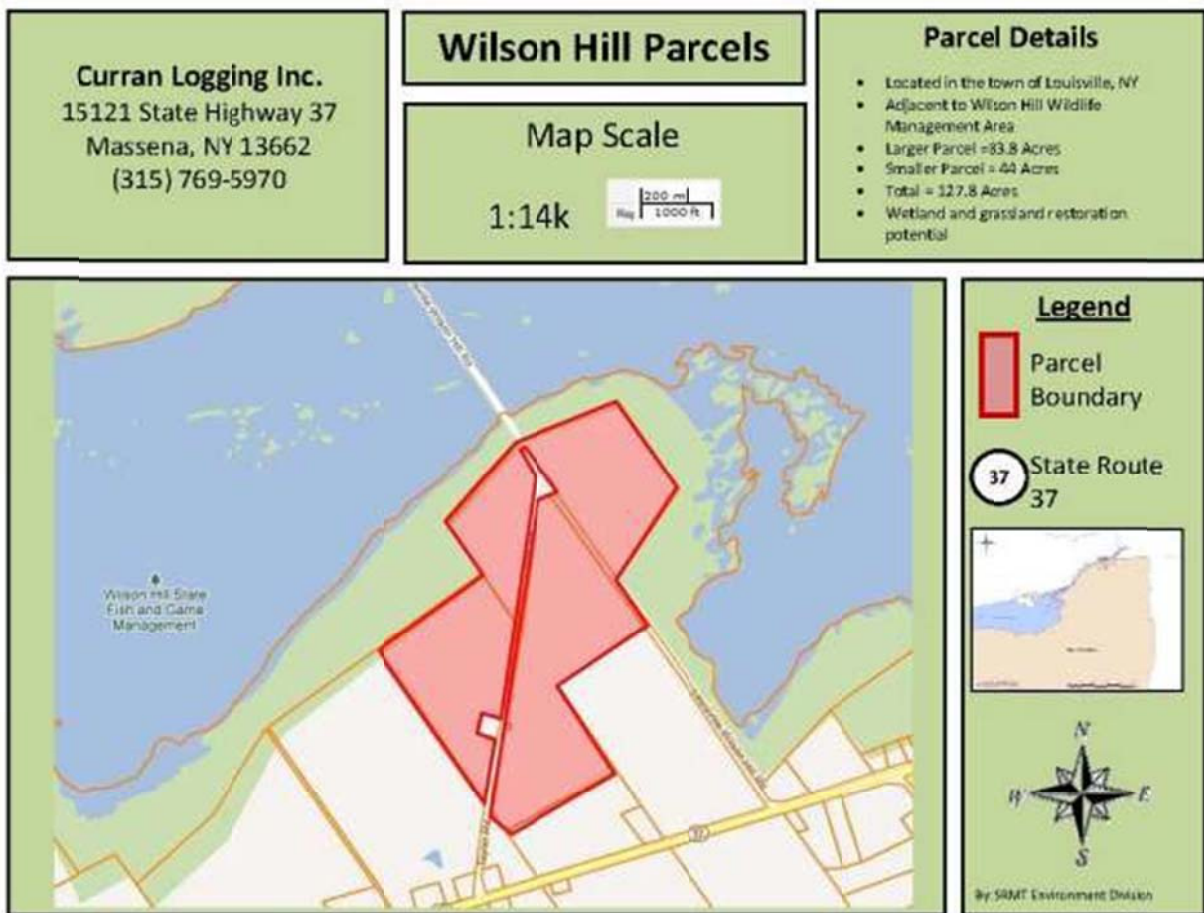 Curran Logging Inc.
15121 State Highway 37
Massena, NY 13662
(315) 769-5970
Wilson Hill Parcels
Map Scale
1:14k
200 m
1000 ft
Parcel Details
• Located in the town of Louisville, NY
• Adjacent to Wilson Hill Wildlife
Management Area
• Larger Parcel =83.8 Acres
• Smaller Parcel = 44 Acres
• Total = 127.8 Acres
• Wetland and grassland restoration
potential
Wilson Hill State
Fish and Game
Management
37
Legend
Parcel
Boundary
37
State Route
37
N
W
E
S
By: SRMT Environment Division